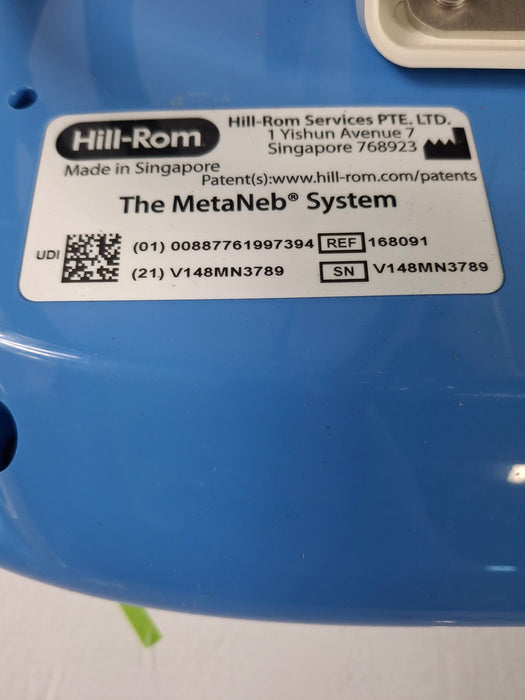 Hill-Rom
Hill-Rom Services PTE. LTD.
1 Yishun Avenue 7
Singapore 768923
Made in Singapore
Patent(s):www.hill-rom.com/patents
The MetaNeb® System
UDI
(01) 00887761997394 REF 168091
(21) V148MN3789 SN V148MN3789